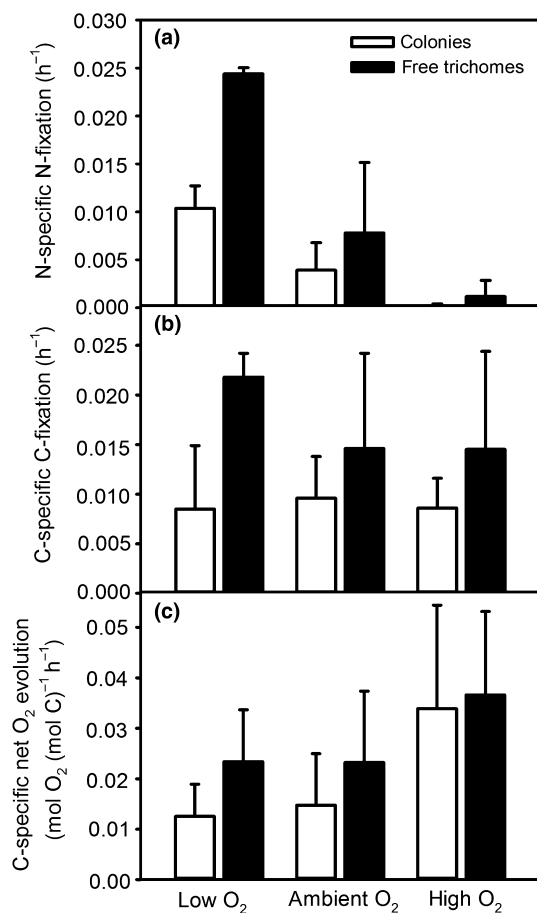 (a)
Colonies
Free trichomes
N-specific N-fixation (h⁻¹)
0.030
0.025
0.020
0.015
0.010
0.005
0.000
(b)
C-specific C-fixation (h⁻¹)
0.025
0.020
0.015
0.010
0.005
0.000
(c)
C-specific net O₂ evolution
(mol O₂ (mol C)⁻¹ h⁻¹)
0.05
0.04
0.03
0.02
0.01
0.00
Low O₂ Ambient O₂ High O₂